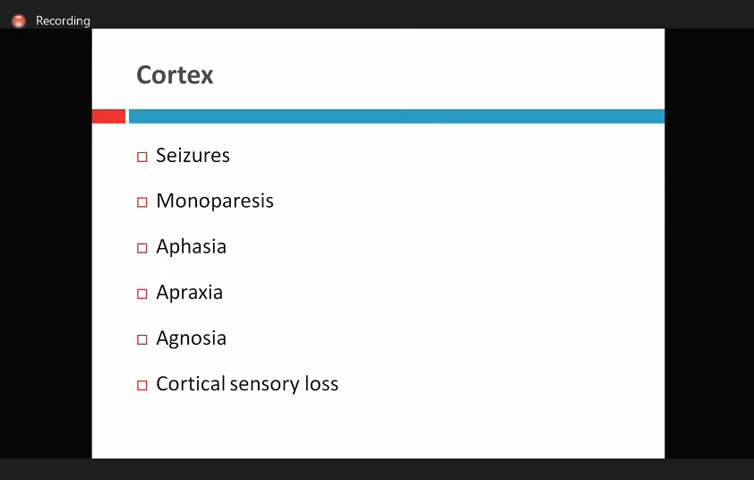 Recording
Cortex
Seizures
Monoparesis
Aphasia
Apraxia
Agnosia
Cortical sensory loss